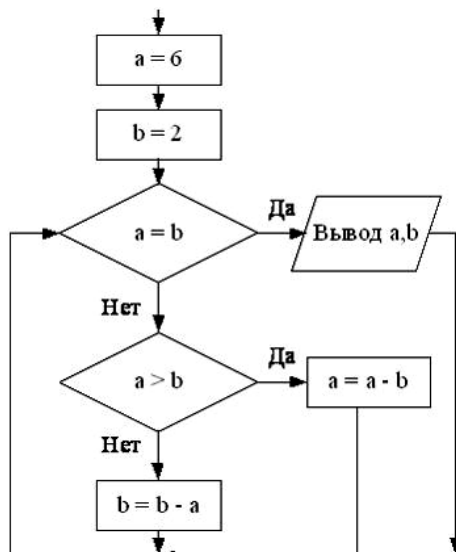 a = 6
b = 2
a = b
Да
Вывод a,b
Нет
a > b
Да
a = a - b
Нет
b = b - a